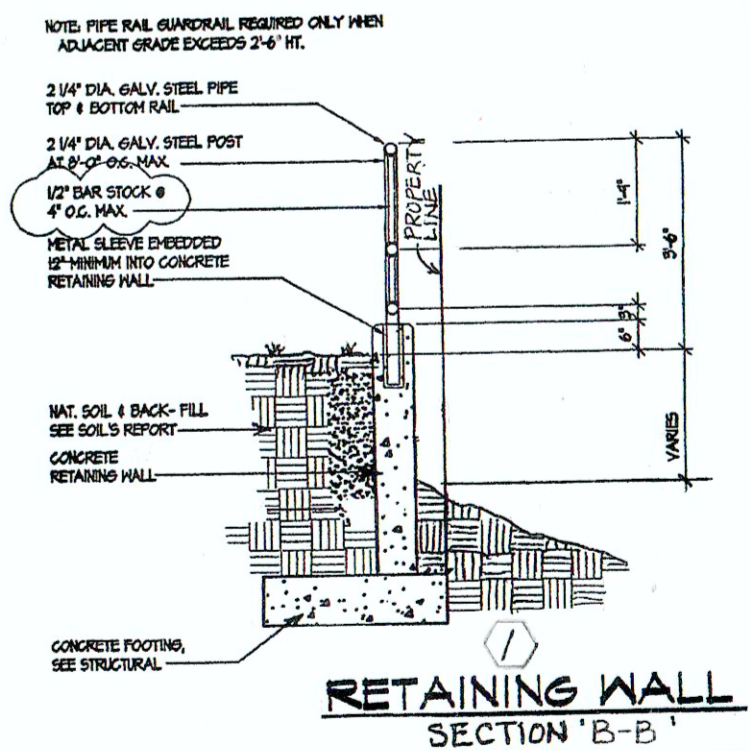 NOTE: PIPE RAIL GUARDRAIL REQUIRED ONLY WHEN
ADJACENT GRADE EXCEEDS 2'-6" HT.
2 1/4" DIA. GALV. STEEL PIPE
TOP & BOTTOM RAIL
2 1/4" DIA. GALV. STEEL POST
AT 8'-0" O.C. MAX.
1/2" BAR STOCK @
4" O.C. MAX.
METAL SLEEVE EMBEDDED
12" MINIMUM INTO CONCRETE
RETAINING WALL
PROPERTY
LINE
1'-4"
3'-6"
3"
6"
VARIES
NAT. SOIL & BACK-FILL
SEE SOIL'S REPORT
CONCRETE
RETAINING WALL
CONCRETE FOOTING,
SEE STRUCTURAL
1
RETAINING WALL
SECTION 'B-B'